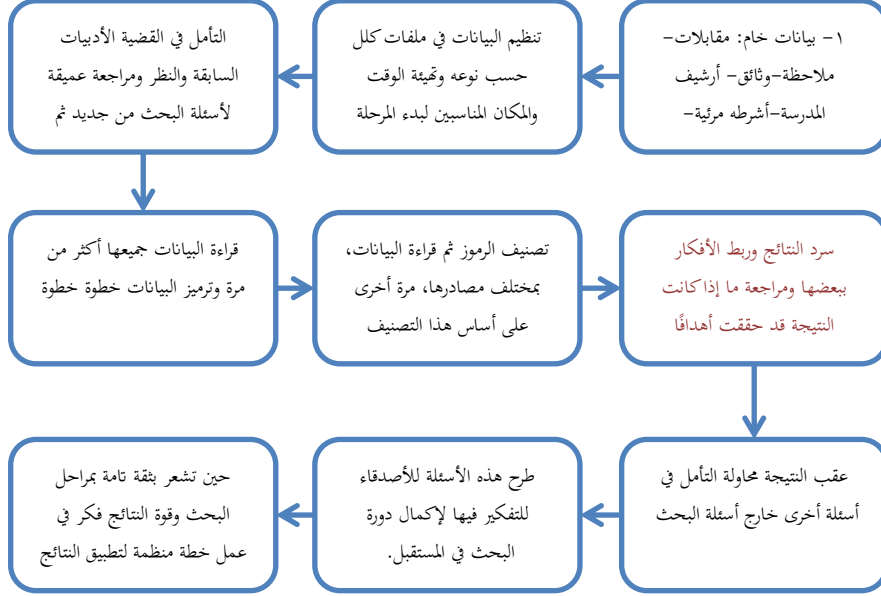 ١- بيانات خام: مقابلات-
ملاحظة-وثائق- أرشيف
المدرسة-أشرطه مرئية-
تنظيم البيانات في ملفات كلل
حسب نوعه وتهيئة الوقت
والمكان المناسبين لبدء المرحلة
التأمل في القضية الأدبيات
السابقة والنظر ومراجعة عميقة
لأسئلة البحث من جديد ثم
قراءة البيانات جميعها أكثر من
مرة وترميز البيانات خطوة خطوة
تصنيف الرموز ثم قراءة البيانات،
بمختلف مصادرها، مرة أخرى
على أساس هذا التصنيف
سرد النتائج وربط الأفكار
ببعضها ومراجعة ما إذا كانت
النتيجة قد حققت أهدافًا
عقب النتيجة محاولة التأمل في
أسئلة أخرى خارج أسئلة البحث
طرح هذه الأسئلة للأصدقاء
للتفكير فيها لإكمال دورة
البحث في المستقبل.
حين تشعر بثقة تامة بمراحل
البحث وقوة النتائج فكر في
عمل خطة منظمة لتطبيق النتائج